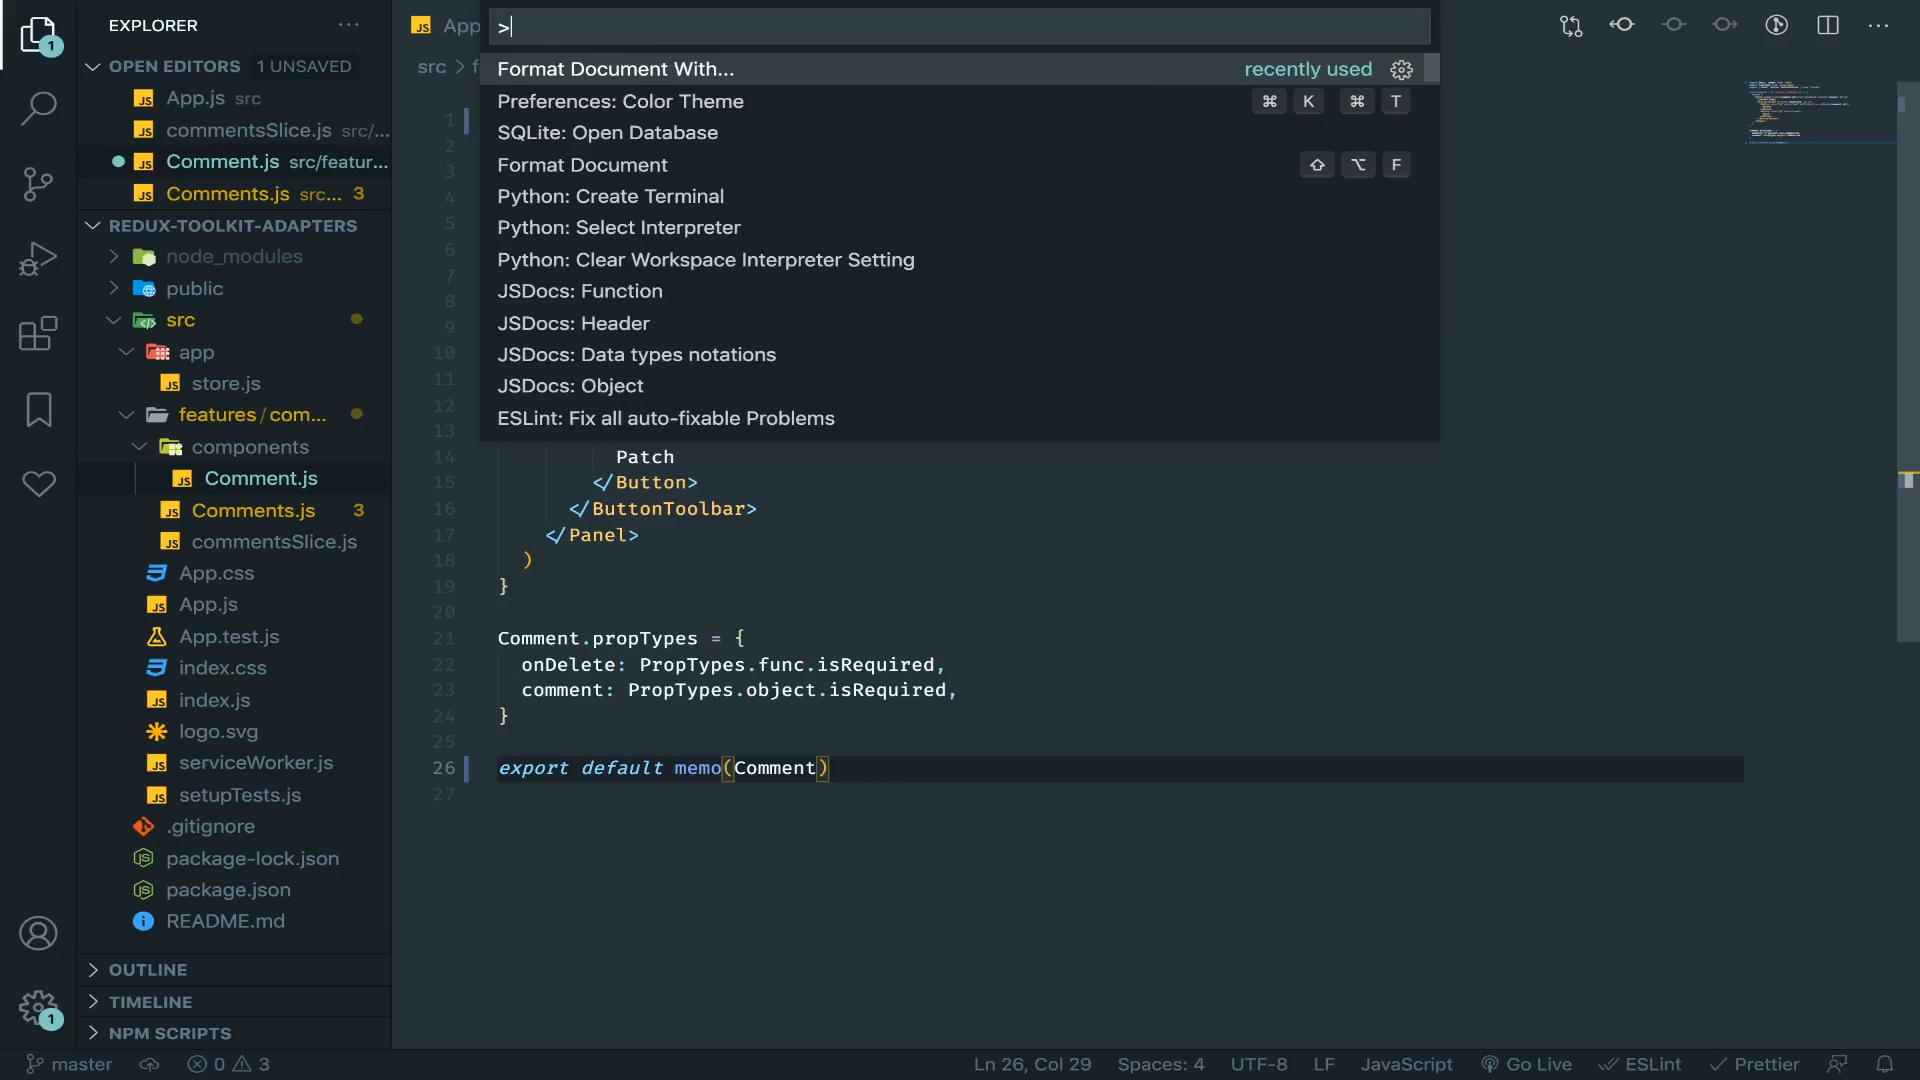 EXPLORER
OPEN EDITORS 1 UNSAVED
App.js src
commentsSlice.js src/...
Comment.js src/featur...
Comments.js src... 3
REDUX-TOOLKIT-ADAPTERS
node_modules
public
src
app
store.js
features/com...
components
Comment.js
Comments.js 3
commentsSlice.js
App.css
App.js
App.test.js
index.css
index.js
logo.svg
serviceWorker.js
setupTests.js
.gitignore
package-lock.json
package.json
README.md
OUTLINE
TIMELINE
NPM SCRIPTS
1
1
App
src > f
>
Format Document With... recently used
Preferences: Color Theme ⌘ K ⌘ T
SQLite: Open Database
Format Document ⇧ ⌥ F
Python: Create Terminal
Python: Select Interpreter
Python: Clear Workspace Interpreter Setting
JSDocs: Function
JSDocs: Header
JSDocs: Data types notations
JSDocs: Object
ESLint: Fix all auto-fixable Problems
1
2
3
4
5
6
7
8
9
10
11
12
13
14 Patch
15 </Button>
16 </ButtonToolbar>
17 </Panel>
18 )
19 }
20
21 Comment.propTypes = {
22 onDelete: PropTypes.func.isRequired,
23 comment: PropTypes.object.isRequired,
24 }
25
26 export default memo(Comment)
27
master 0 3 Ln 26, Col 29 Spaces: 4 UTF-8 LF JavaScript Go Live ESLint Prettier